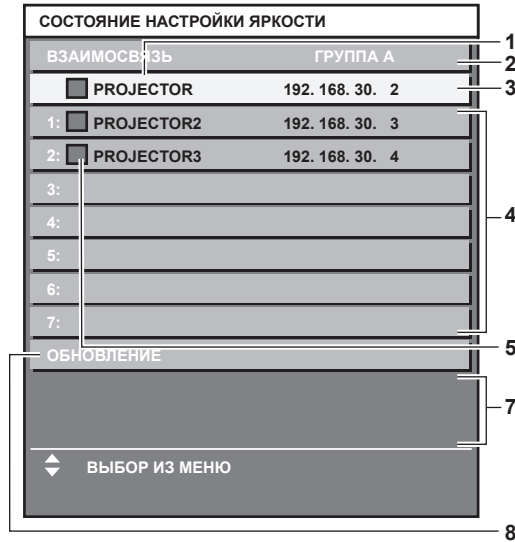 СОСТОЯНИЕ НАСТРОЙКИ ЯРКОСТИ
ВЗАИМОСВЯЗЬ ГРУППА A
PROJECTOR 192. 168. 30. 2
1: PROJECTOR2 192. 168. 30. 3
2: PROJECTOR3 192. 168. 30. 4
3:
4:
5:
6:
7:
ОБНОВЛЕНИЕ
ВЫБОР ИЗ МЕНЮ
1
2
3
4
5
7
8